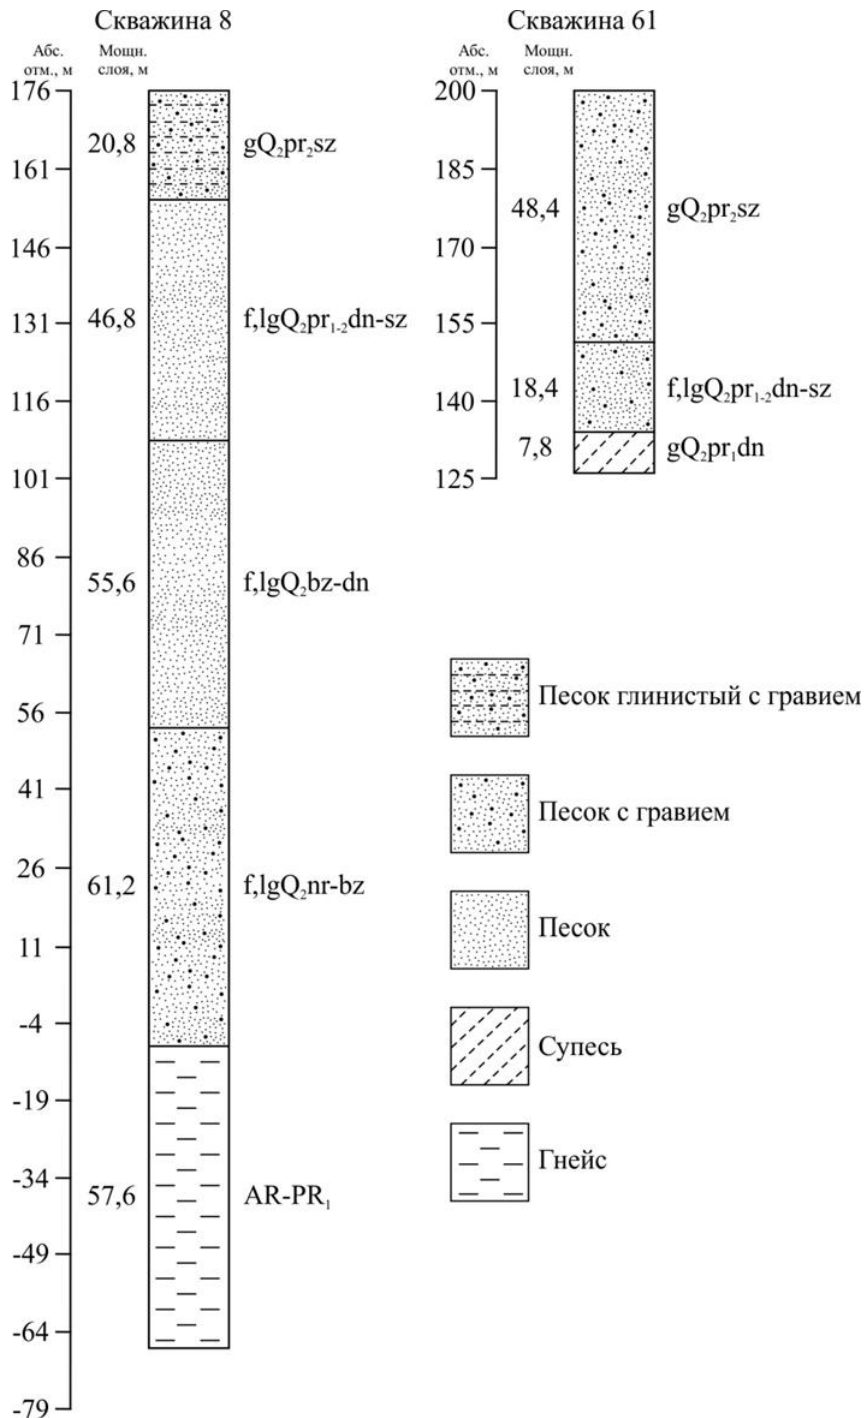 Скважина 8
Абс.
отм., м
Мощн.
слоя, м
176
161
146
131
116
101
86
71
56
41
26
11
-4
-19
-34
-49
-64
-79
20,8
gQ₂pr₂sz
46,8
f,lgQ₂pr₁₋₂dn-sz
55,6
f,lgQ₂bz-dn
61,2
f,lgQ₂nr-bz
57,6
AR-PR₁
Скважина 61
Абс.
отм., м
Мощн.
слоя, м
200
185
170
155
140
125
48,4
gQ₂pr₂sz
18,4
f,lgQ₂pr₁₋₂dn-sz
7,8
gQ₂pr₁dn
Песок глинистый с гравием
Песок с гравием
Песок
Супесь
Гнейс